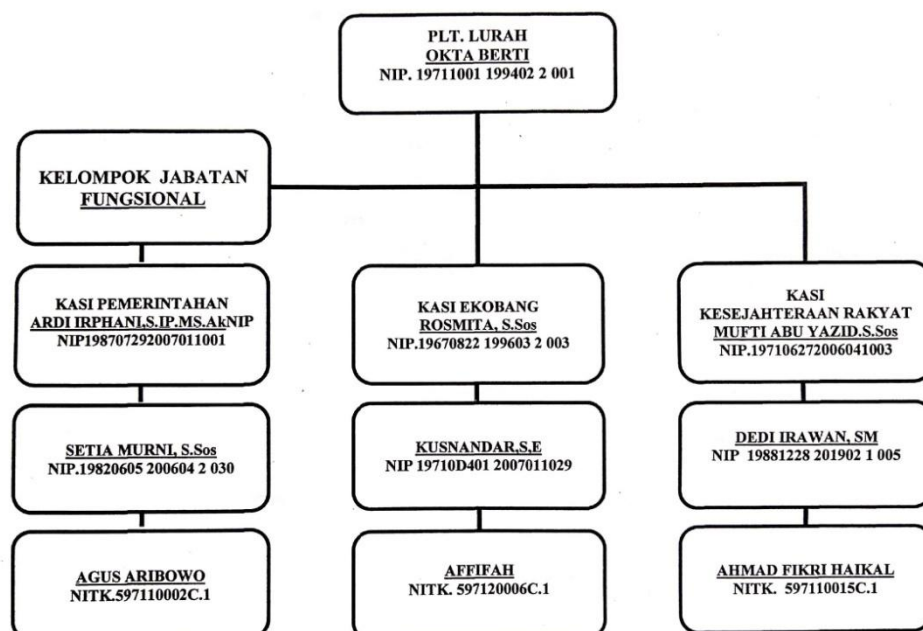 PLT. LURAH
OKTA BERTI
NIP. 19711001 199402 2 001
KELOMPOK JABATAN
FUNGSIONAL
KASI PEMERINTAHAN
ARDI IRPHANI,S.IP.MS.AkNIP
NIP198707292007011001
KASI EKOBANG
ROSMITA, S.Sos
NIP.19670822 199603 2 003
KASI
KESEJAHTERAAN RAKYAT
MUFTI ABU YAZID.S.Sos
NIP.197106272006041003
SETIA MURNI, S.Sos
NIP.19820605 200604 2 030
KUSNANDAR,S,E
NIP 19710D401 2007011029
DEDI IRAWAN, SM
NIP 19881228 201902 1 005
AGUS ARIBOWO
NITK.597110002C.1
AFFIFAH
NITK. 597120006C.1
AHMAD FIKRI HAIKAL
NITK. 597110015C.1